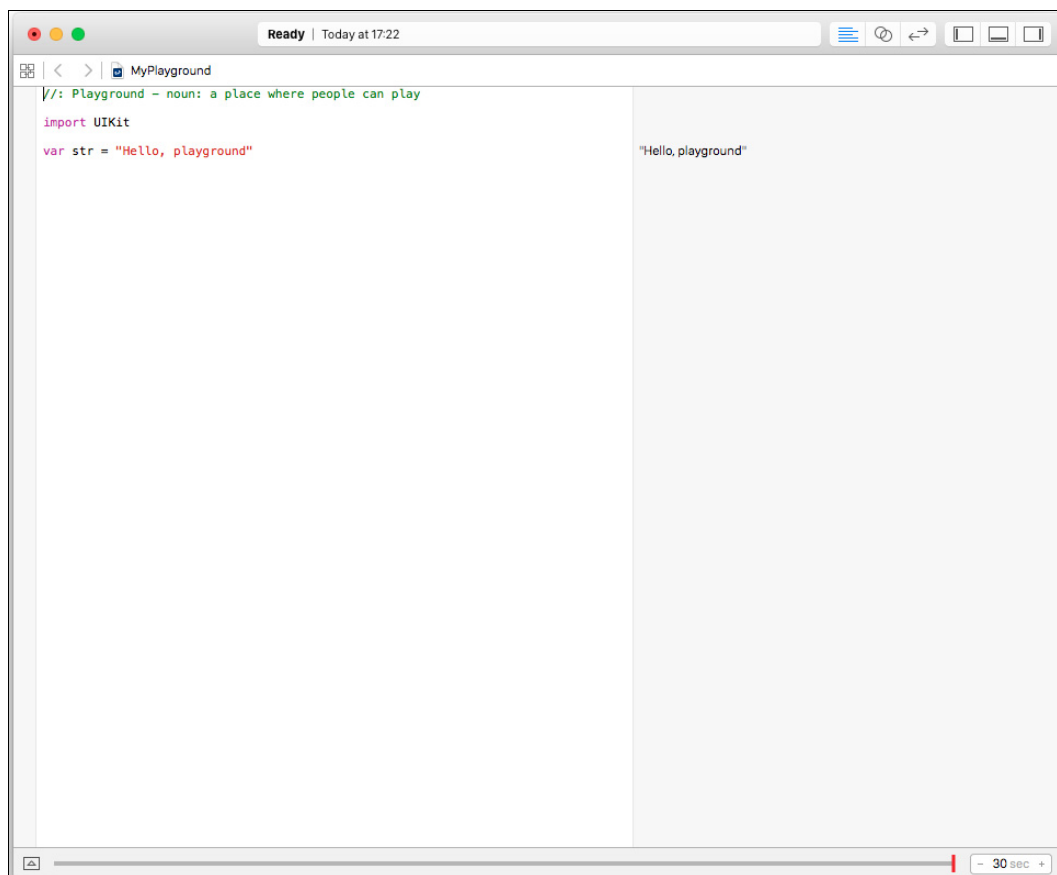 Ready | Today at 17:22
MyPlayground
//: Playground – noun: a place where people can play
import UIKit
var str = "Hello, playground"
"Hello, playground"
– 30 sec +